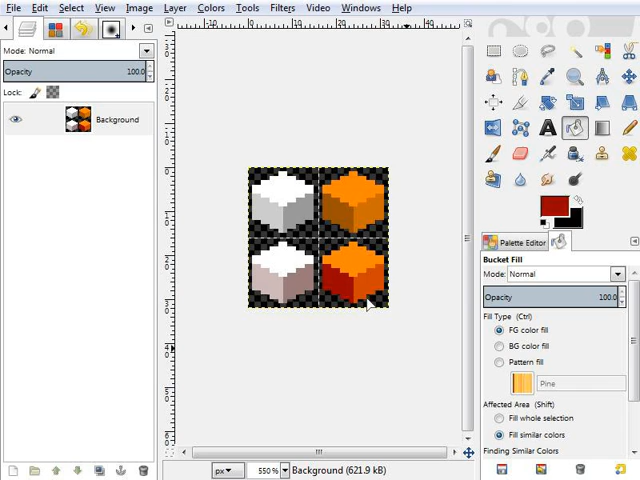 File Edit Select View Image Layer Colors Tools Filters Video Windows Help
Mode: Normal
Opacity 100.0
Lock:
Background
Palette Editor
Bucket Fill
Mode: Normal
Opacity 100.0
Fill Type (Ctrl)
FG color fill
BG color fill
Pattern fill
Pine
Affected Area (Shift)
Fill whole selection
Fill similar colors
Finding Similar Colors
px 550% Background (621.9 kB)